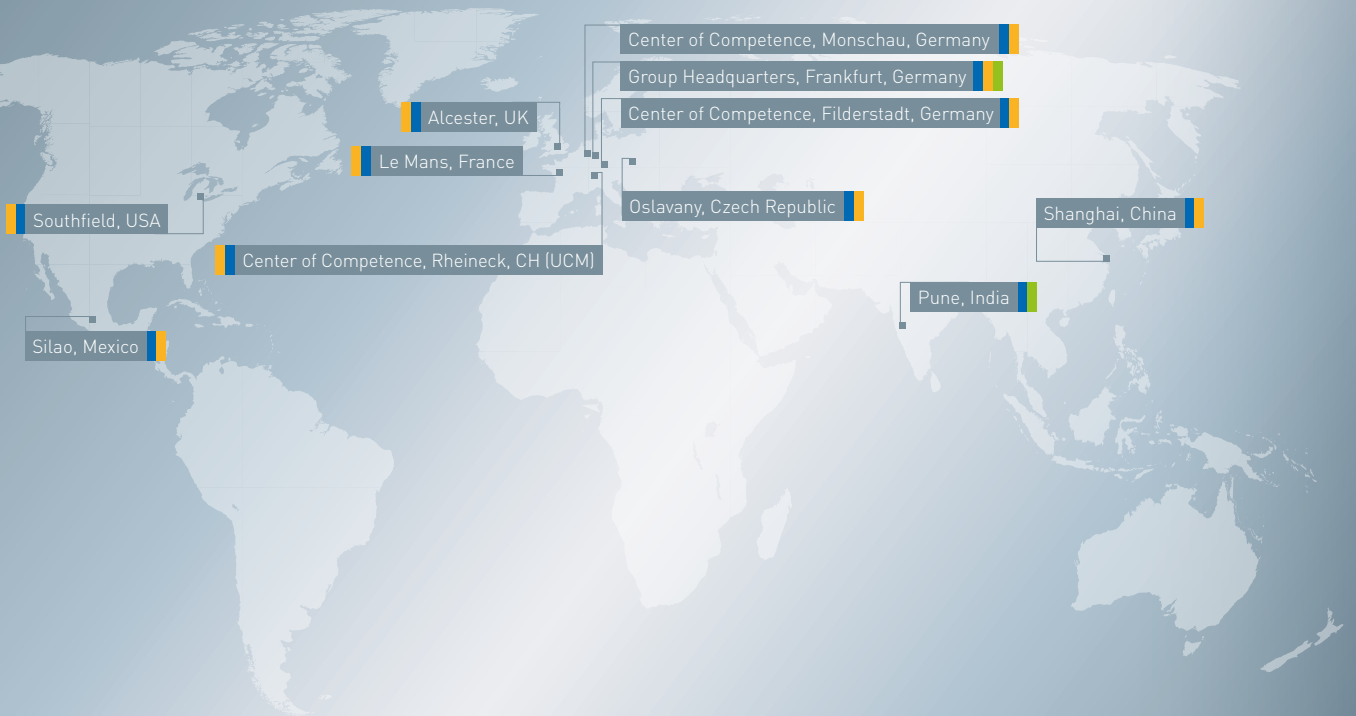 Center of Competence, Monschau, Germany
Group Headquarters, Frankfurt, Germany
Center of Competence, Filderstadt, Germany
Alcester, UK
Le Mans, France
Oslavany, Czech Republic
Shanghai, China
Southfield, USA
Center of Competence, Rheineck, CH (UCM)
Pune, India
Silao, Mexico